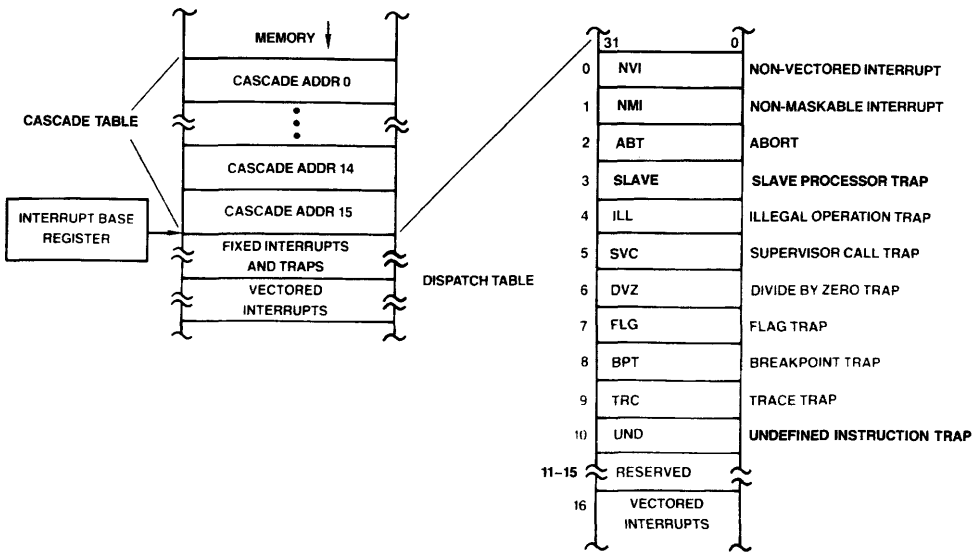 MEMORY
CASCADE ADDR 0
CASCADE TABLE
CASCADE ADDR 14
CASCADE ADDR 15
INTERRUPT BASE
REGISTER
FIXED INTERRUPTS
AND TRAPS
VECTORED
INTERRUPTS
DISPATCH TABLE
31 0
0 NVI NON-VECTORED INTERRUPT
1 NMI NON-MASKABLE INTERRUPT
2 ABT ABORT
3 SLAVE SLAVE PROCESSOR TRAP
4 ILL ILLEGAL OPERATION TRAP
5 SVC SUPERVISOR CALL TRAP
6 DVZ DIVIDE BY ZERO TRAP
7 FLG FLAG TRAP
8 BPT BREAKPOINT TRAP
9 TRC TRACE TRAP
10 UND UNDEFINED INSTRUCTION TRAP
11-15 RESERVED
16 VECTORED
INTERRUPTS